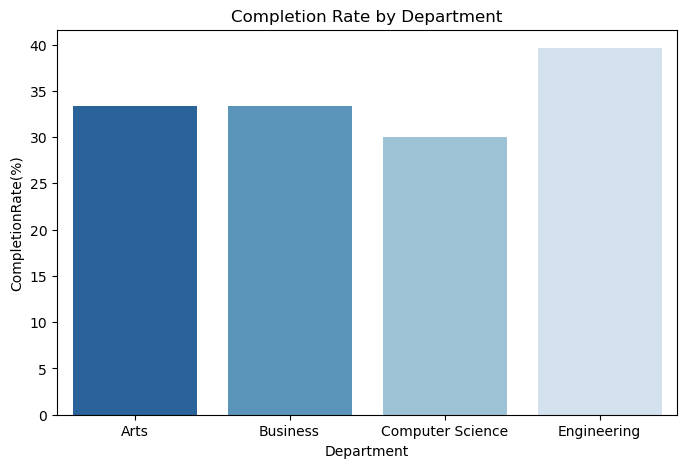 Completion Rate by Department
CompletionRate(%)
40
35
30
25
20
15
10
5
0
Arts
Business
Computer Science
Engineering
Department